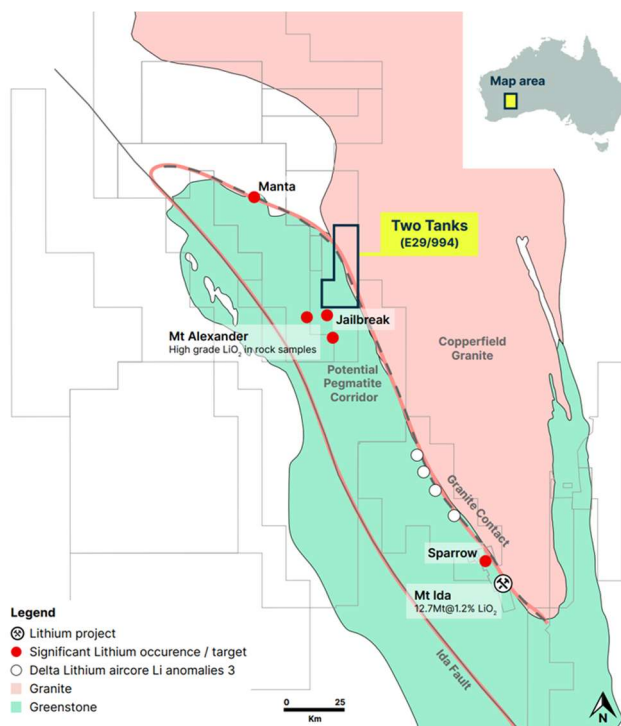 Map area
Manta
Two Tanks
(E29/994)
Jailbreak
Mt Alexander
High grade LiO₂ in rock samples
Copperfield
Granite
Potential
Pegmatite
Corridor
Granite Contact
Sparrow
Mt Ida
12.7Mt@1.2% LiO₂
Ida Fault
Legend
Lithium project
Significant Lithium occurence / target
Delta Lithium aircore Li anomalies 3
Granite
Greenstone
0 25
Km
N